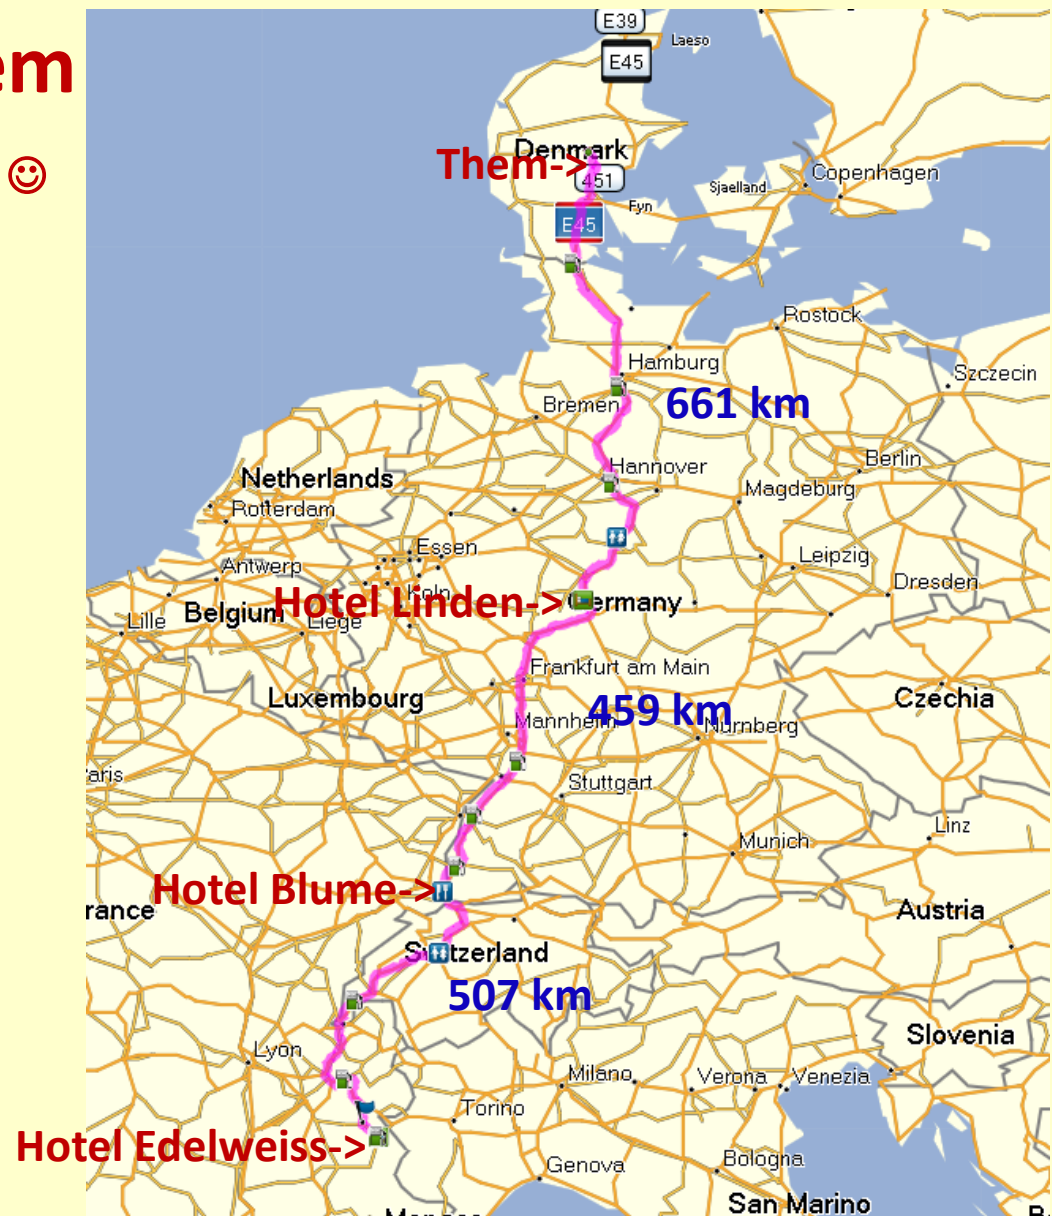 em
☺
E39
Laeso
E45
Denmark
Them->
451
Sjaelland
Copenhagen
Fyn
E45
Rostock
Hamburg
Szczecin
661 km
Bremen
Berlin
Hannover
Netherlands
Magdeburg
Rotterdam
Essen
Leipzig
Antwerp
Dresden
Koln
Hotel Linden->
Germany
Belgium
Lille
Liege
Frankfurt am Main
Luxembourg
Czechia
459 km
Mannheim
Nurnberg
aris
Stuttgart
Linz
Munich
Hotel Blume->
rance
Austria
Switzerland
507 km
Slovenia
Lyon
Milano
Verona
Venezia
Torino
Hotel Edelweiss->
Bologna
Genova
San Marino